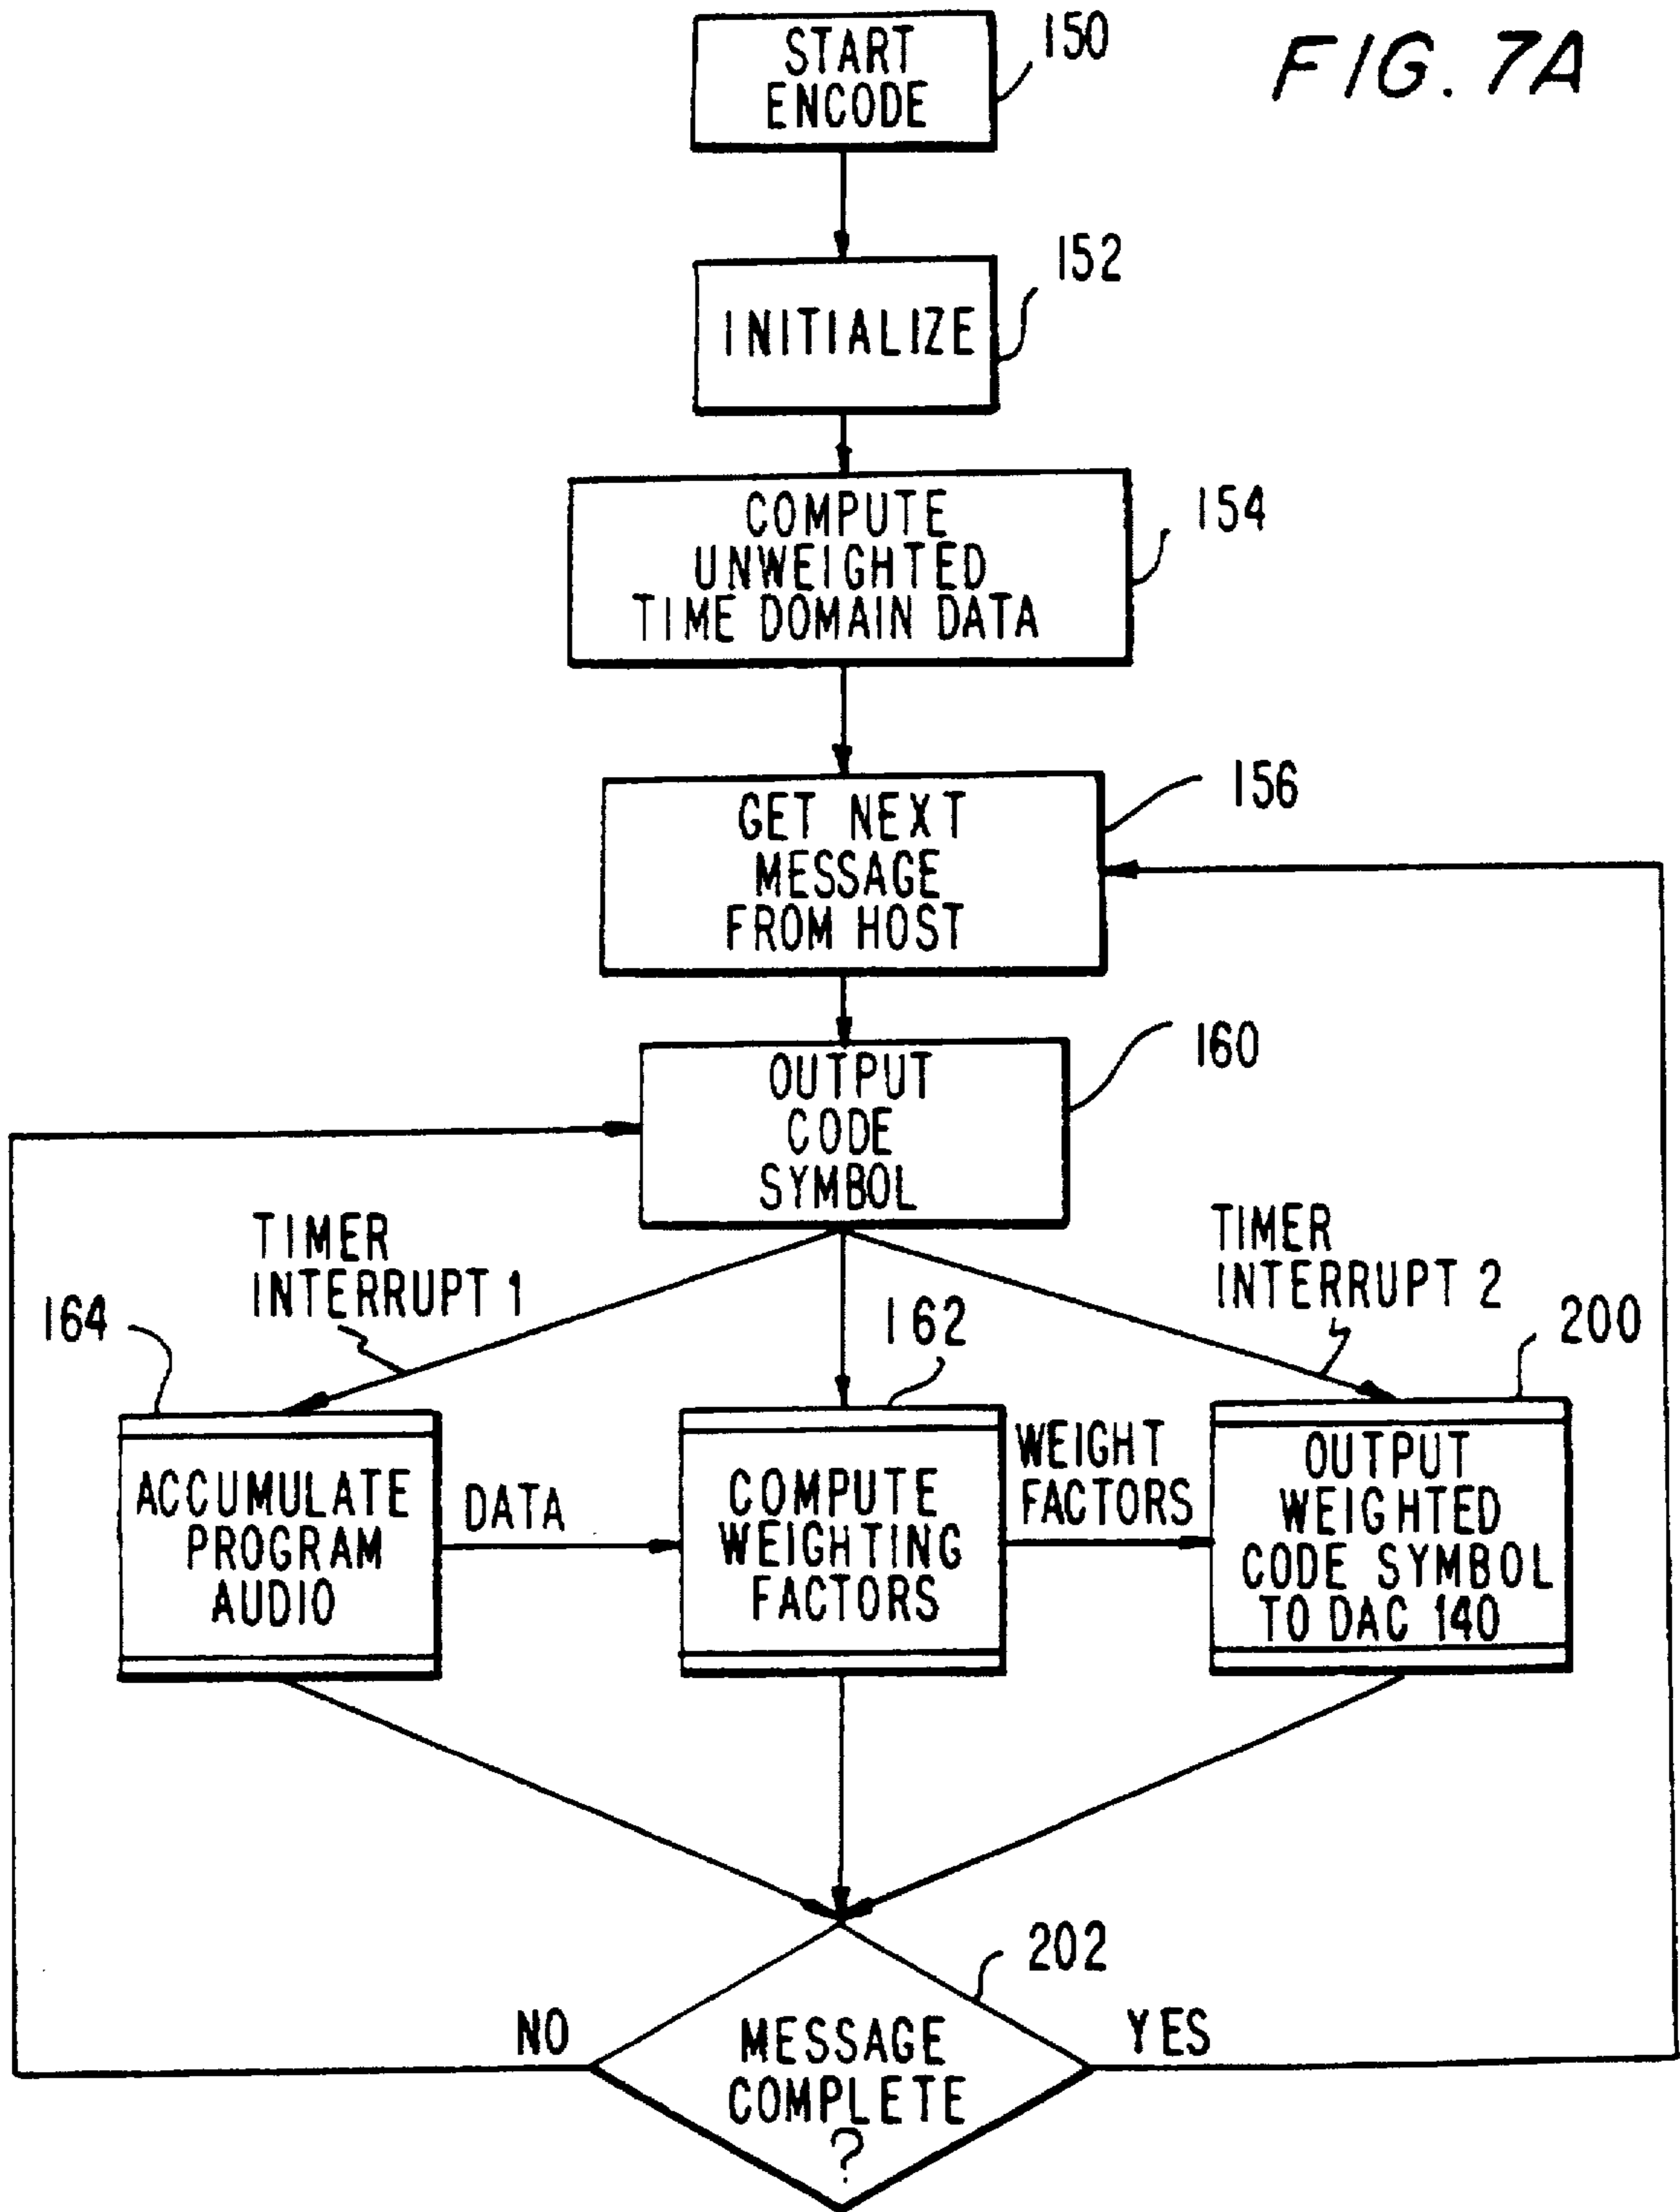 FIG. 7A
START
ENCODE
150
INITIALIZE
152
COMPUTE
UNWEIGHTED
TIME DOMAIN DATA
154
GET NEXT
MESSAGE
FROM HOST
156
OUTPUT
CODE
SYMBOL
160
TIMER
INTERRUPT 1
TIMER
INTERRUPT 2
164
162
200
ACCUMULATE
PROGRAM
AUDIO
DATA
COMPUTE
WEIGHTING
FACTORS
WEIGHT
FACTORS
OUTPUT
WEIGHTED
CODE SYMBOL
TO DAC 140
202
NO
MESSAGE
COMPLETE
?
YES